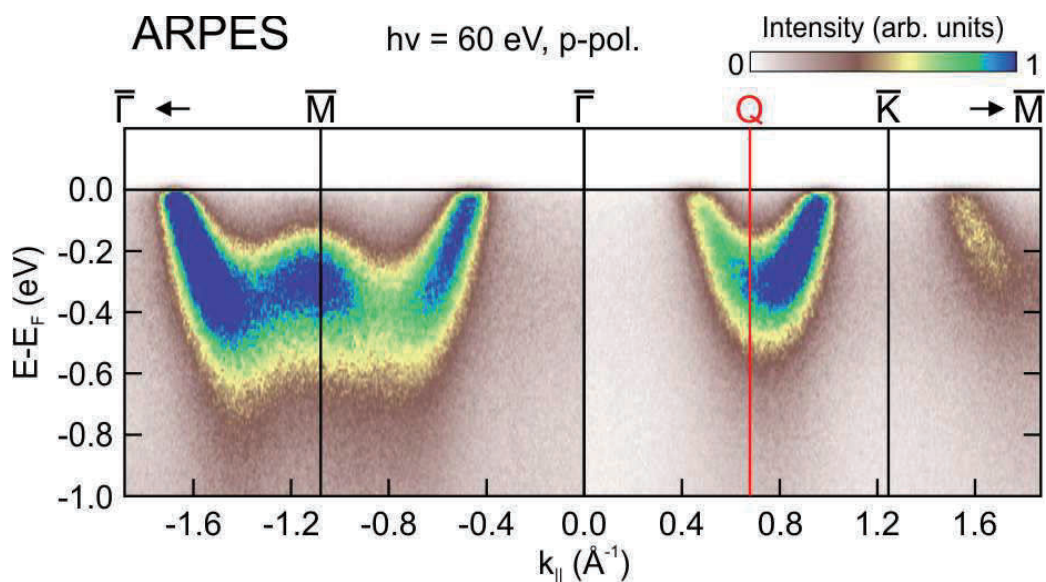 ARPES
hν = 60 eV, p-pol.
Intensity (arb. units)
0 1
Γ̅ ← M̅ Γ̅ Q K̅ → M̅
E-E_F (eV)
0.0
-0.2
-0.4
-0.6
-0.8
-1.0
-1.6 -1.2 -0.8 -0.4 0.0 0.4 0.8 1.2 1.6
k_|| (Å⁻¹)